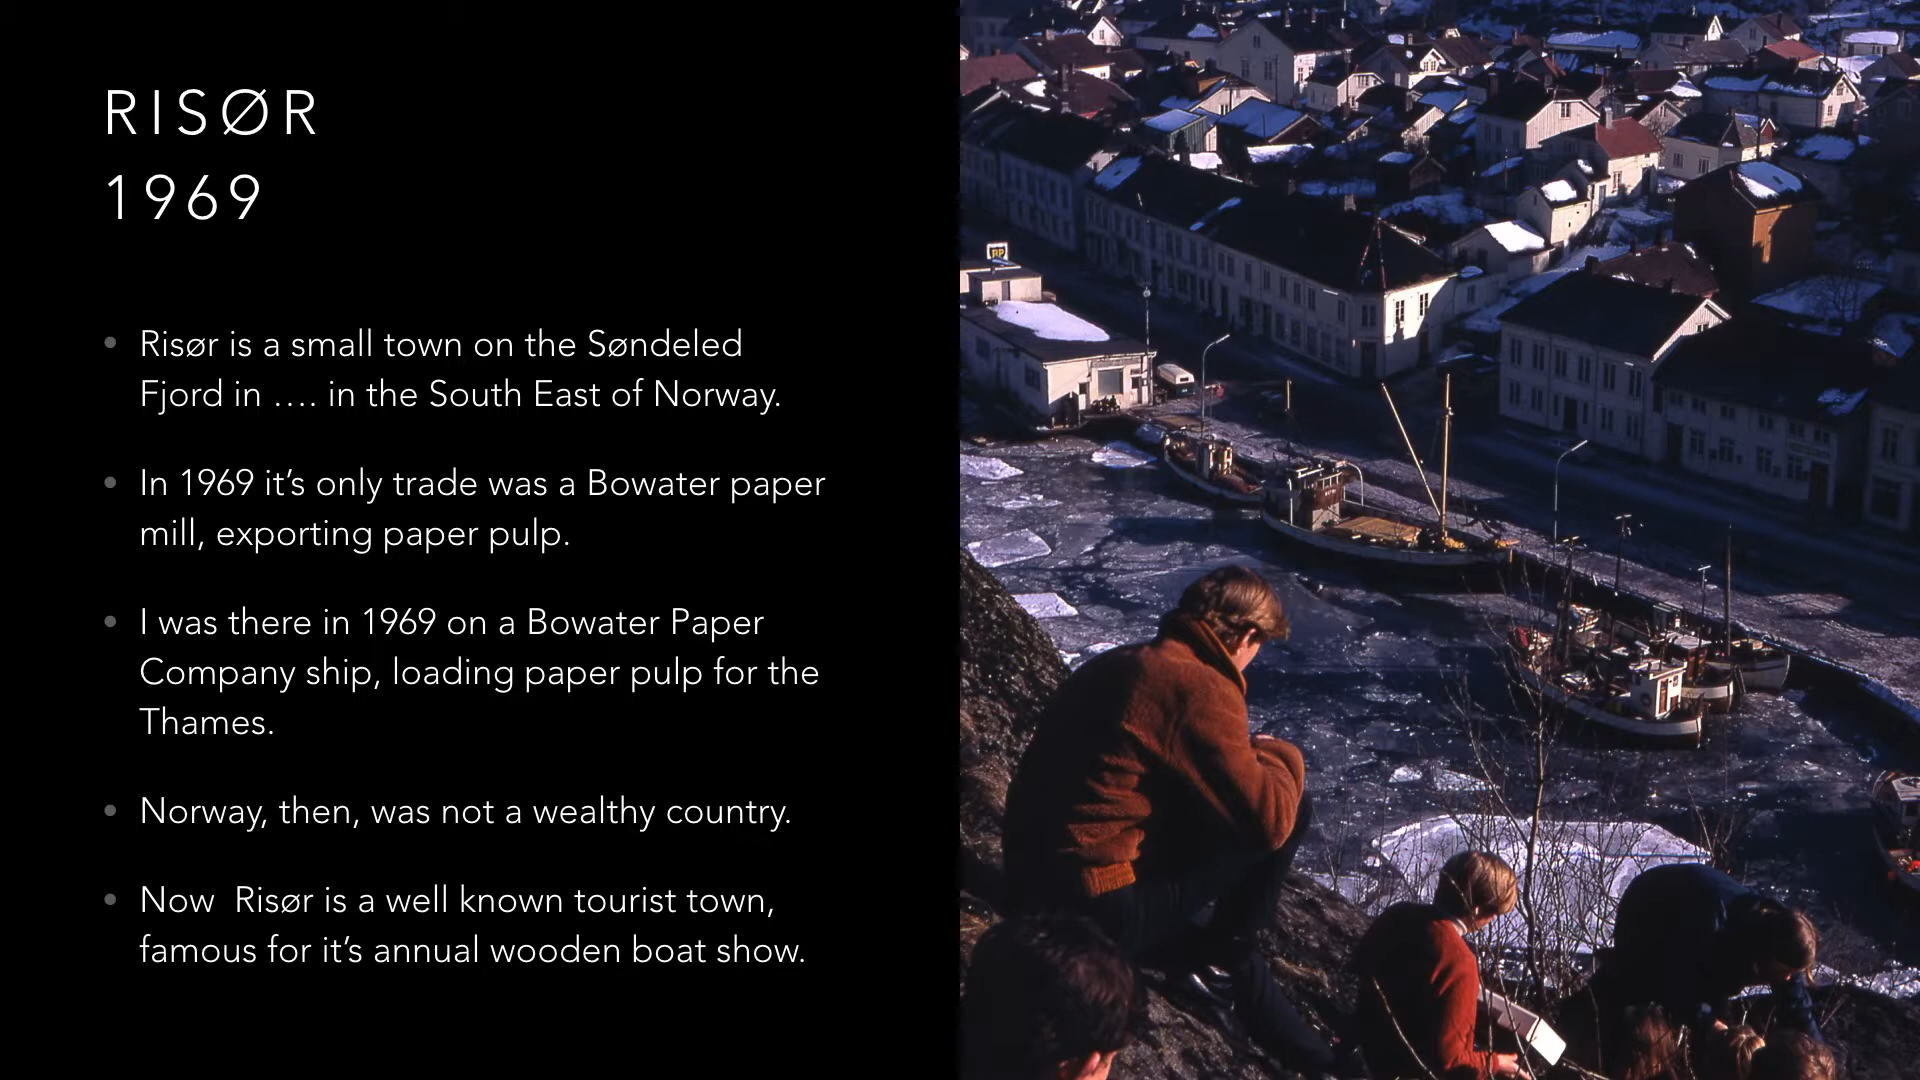 RISØR
1969
• Risør is a small town on the Søndeled
Fjord in .... in the South East of Norway.
• In 1969 it’s only trade was a Bowater paper
mill, exporting paper pulp.
• I was there in 1969 on a Bowater Paper
Company ship, loading paper pulp for the
Thames.
• Norway, then, was not a wealthy country.
• Now  Risør is a well known tourist town,
famous for it’s annual wooden boat show.
BP